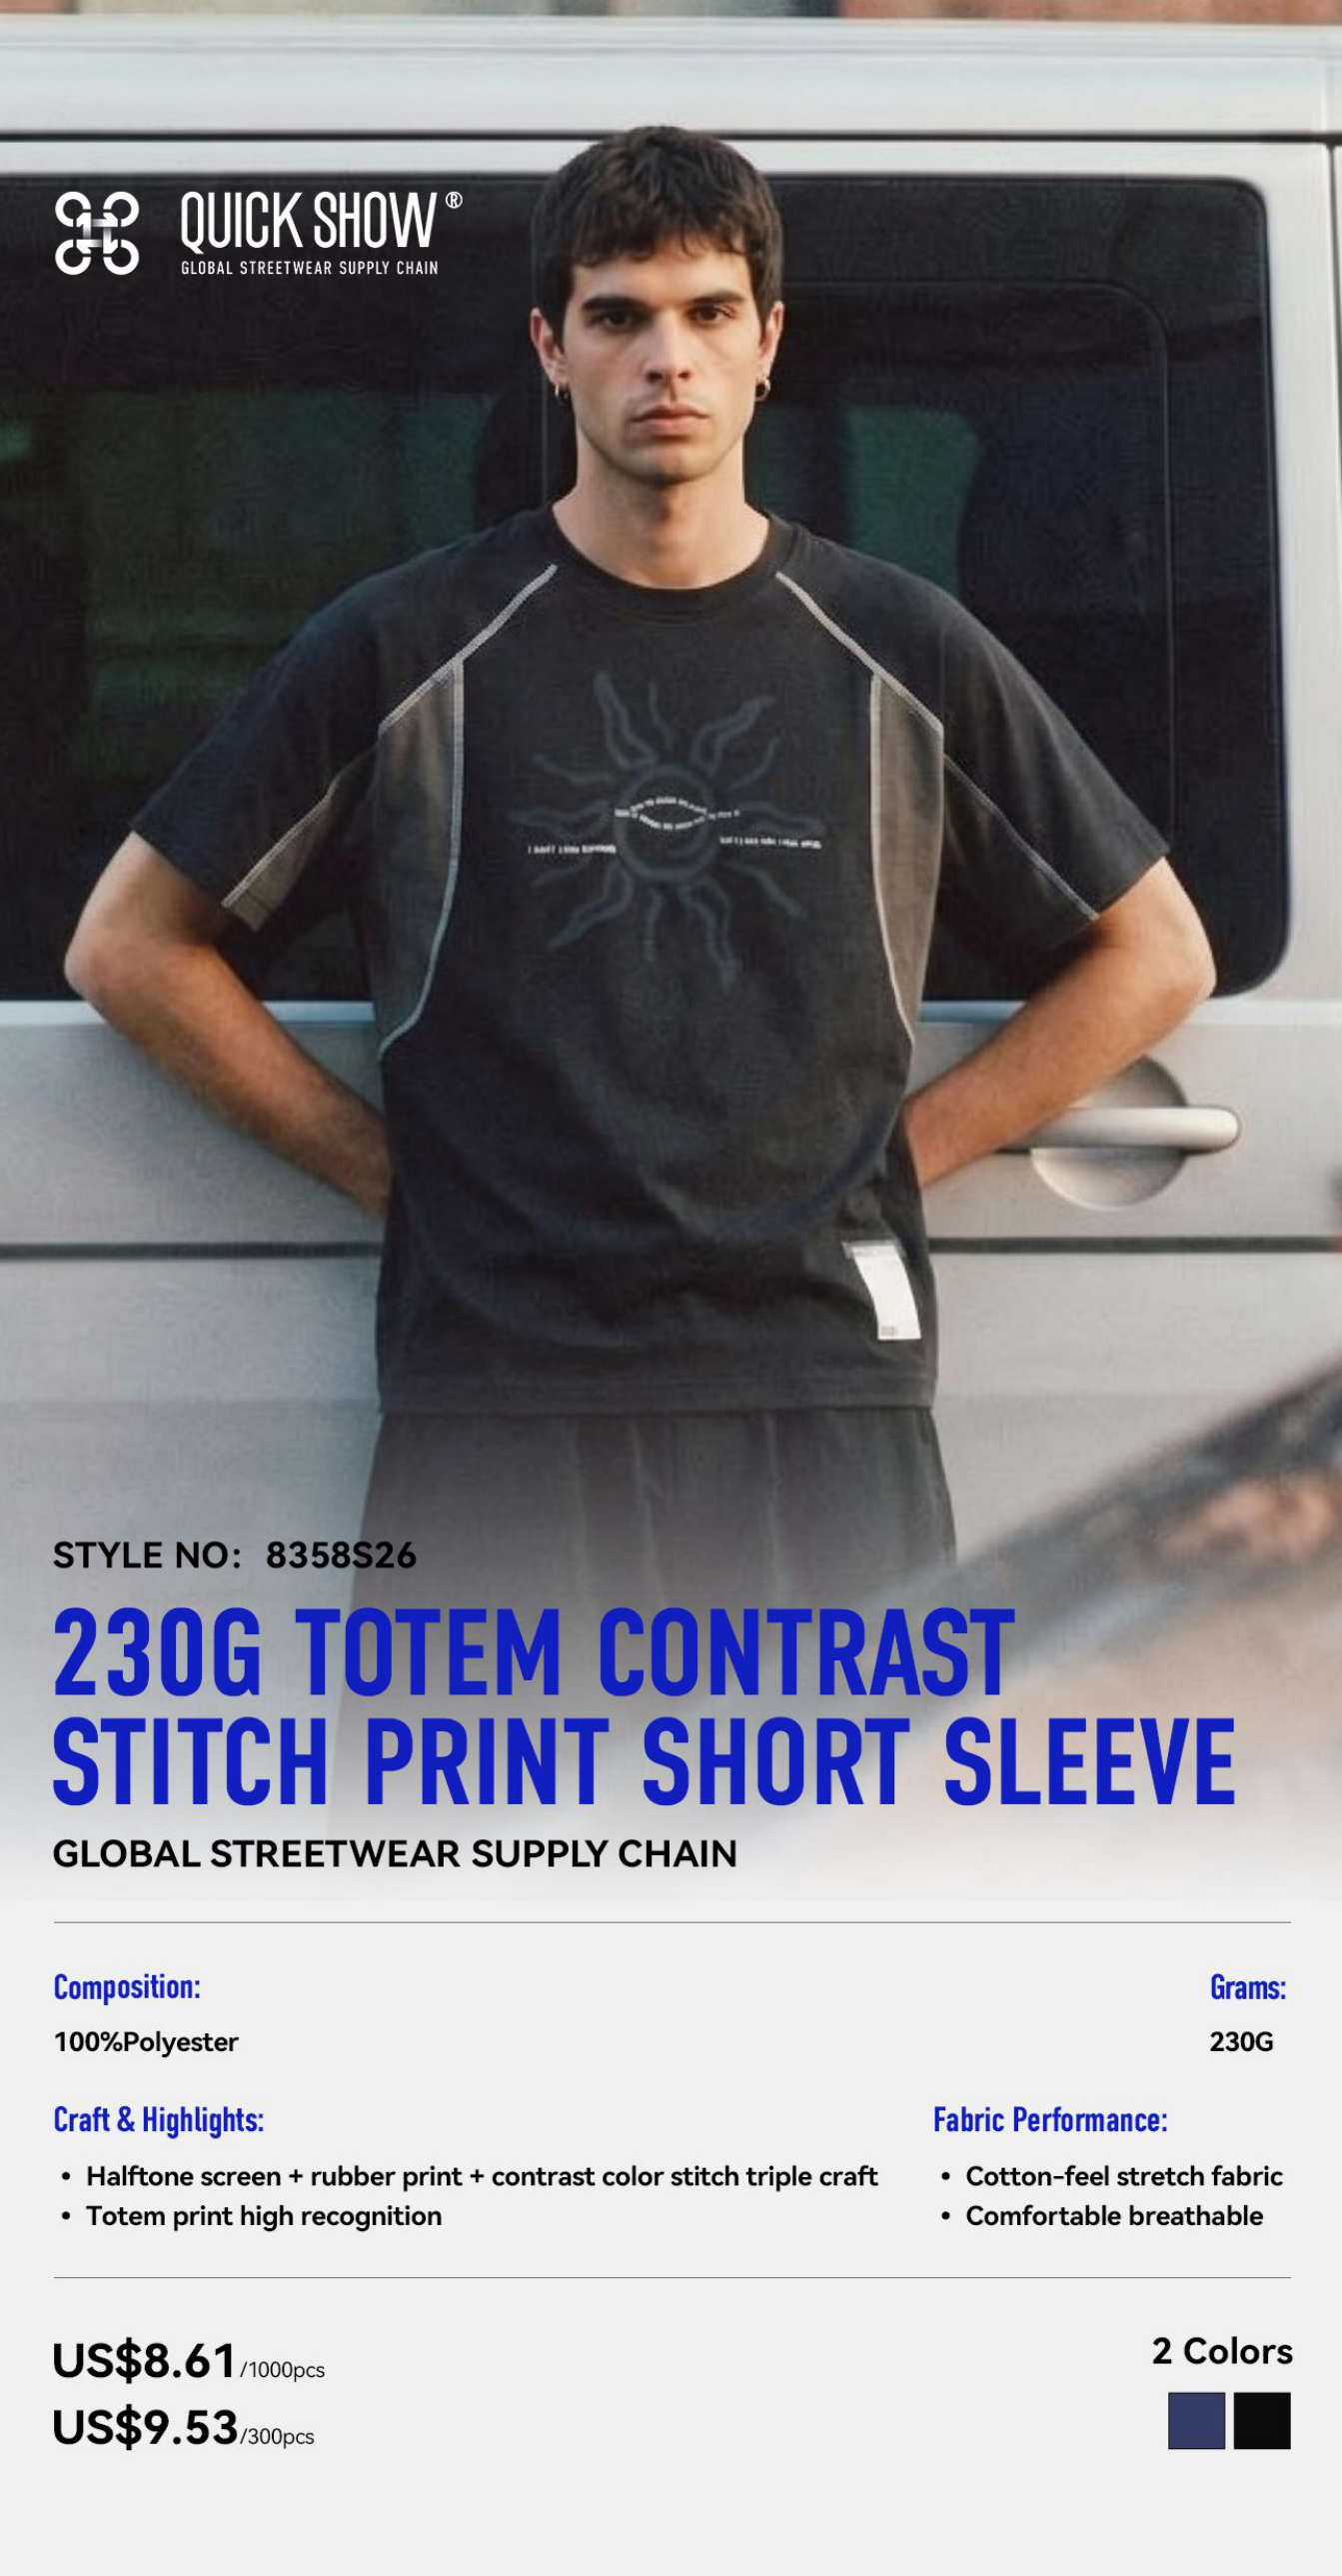 QUICK SHOW®
GLOBAL STREETWEAR SUPPLY CHAIN
STYLE NO: 8358S26
230G TOTEM CONTRAST
STITCH PRINT SHORT SLEEVE
GLOBAL STREETWEAR SUPPLY CHAIN
Composition:
100%Polyester
Grams:
230G
Craft & Highlights:
• Halftone screen + rubber print + contrast color stitch triple craft
• Totem print high recognition
Fabric Performance:
• Cotton-feel stretch fabric
• Comfortable breathable
US$8.61/1000pcs
US$9.53/300pcs
2 Colors